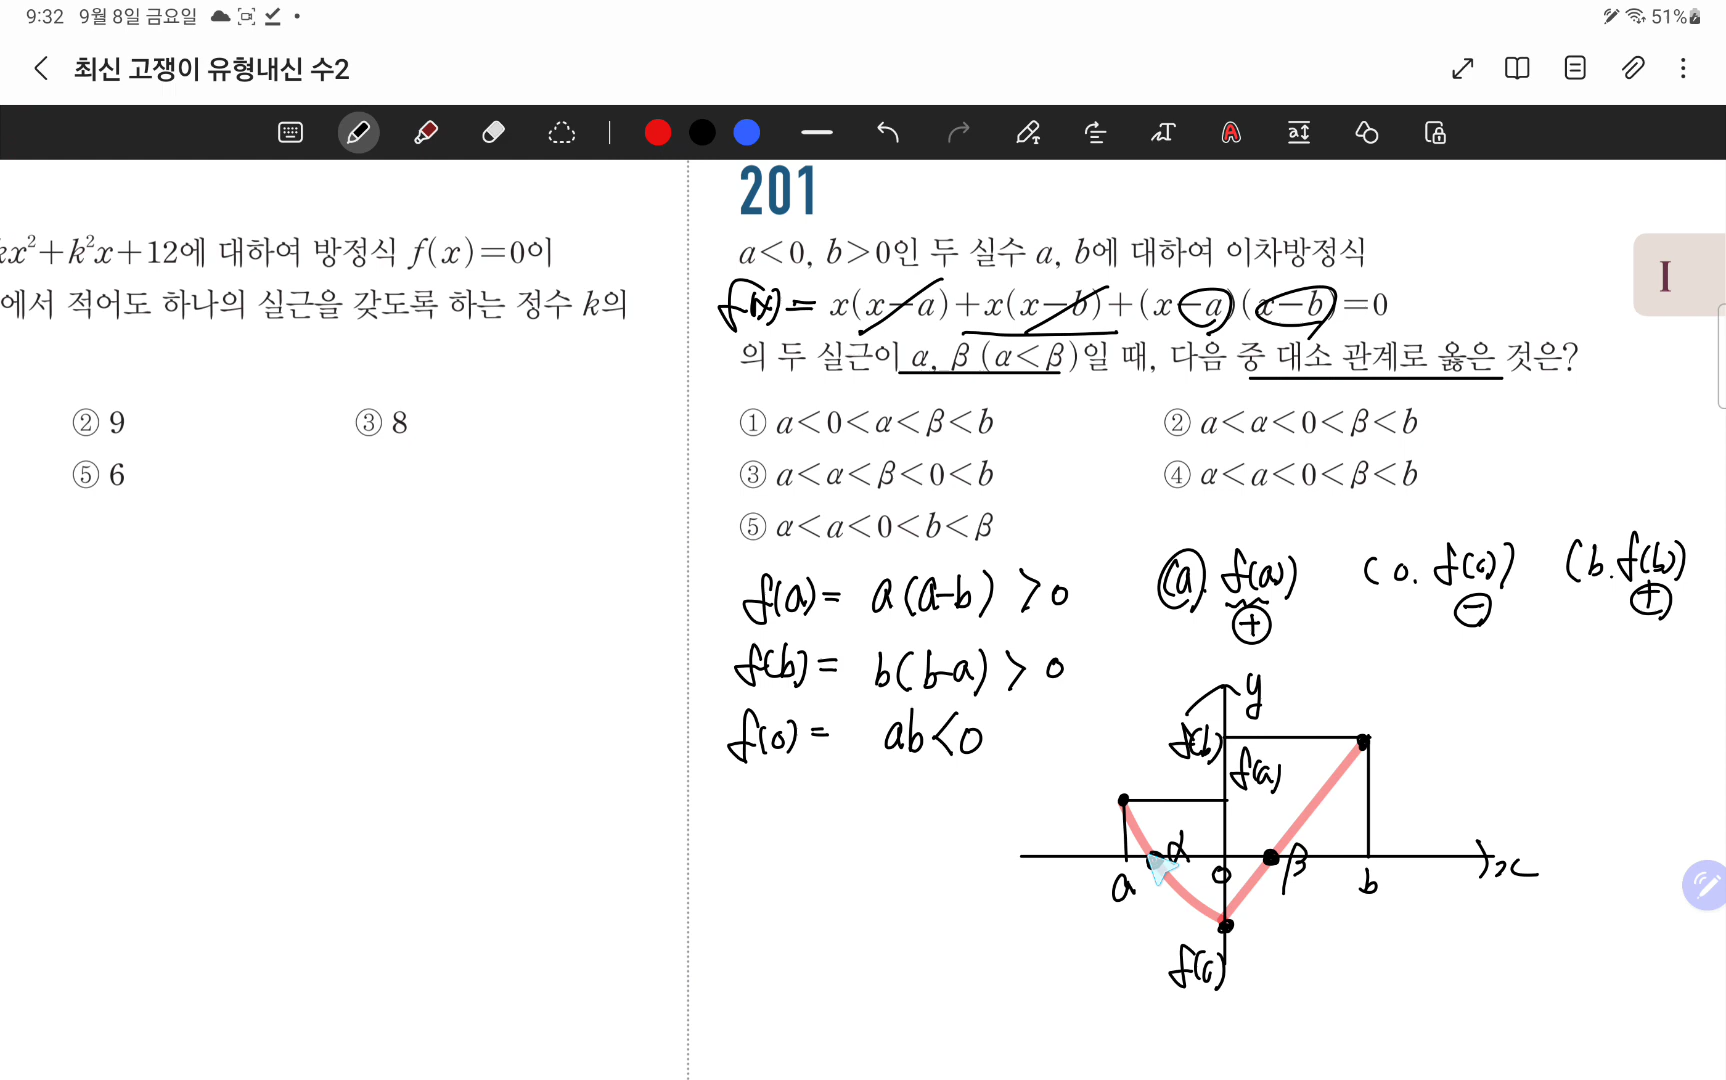 9:32 9월 8일 금요일
51%
최신 고쟁이 유형내신 수2
kx²+k²x+12에 대하여 방정식 f(x)=0이
에서 적어도 하나의 실근을 갖도록 하는 정수 k의
② 9 ③ 8
⑤ 6
201
a<0, b>0인 두 실수 a, b에 대하여 이차방정식
f(x)= x(x-a)+x(x-b)+(x-a)(x-b)=0
의 두 실근이 α, β (α<β)일 때, 다음 중 대소 관계로 옳은 것은?
① a<0<α<β<b ② a<α<0<β<b
③ a<α<β<0<b ④ α<a<0<β<b
⑤ α<a<0<b<β
I
f(a)= a(a-b) >0
f(b)= b(b-a) >0
f(0)= ab<0
(a. f(a)) (0. f(0)) (b. f(b))
+ - +
y
f(b)
f(a)
α
a 0 β b x
f(0)